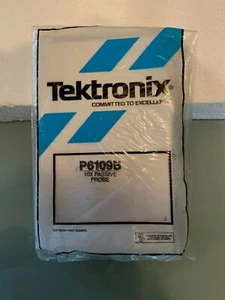 Tektronix®
COMMITTED TO EXCELLENCE
P6109B
10X PASSIVE
PROBE